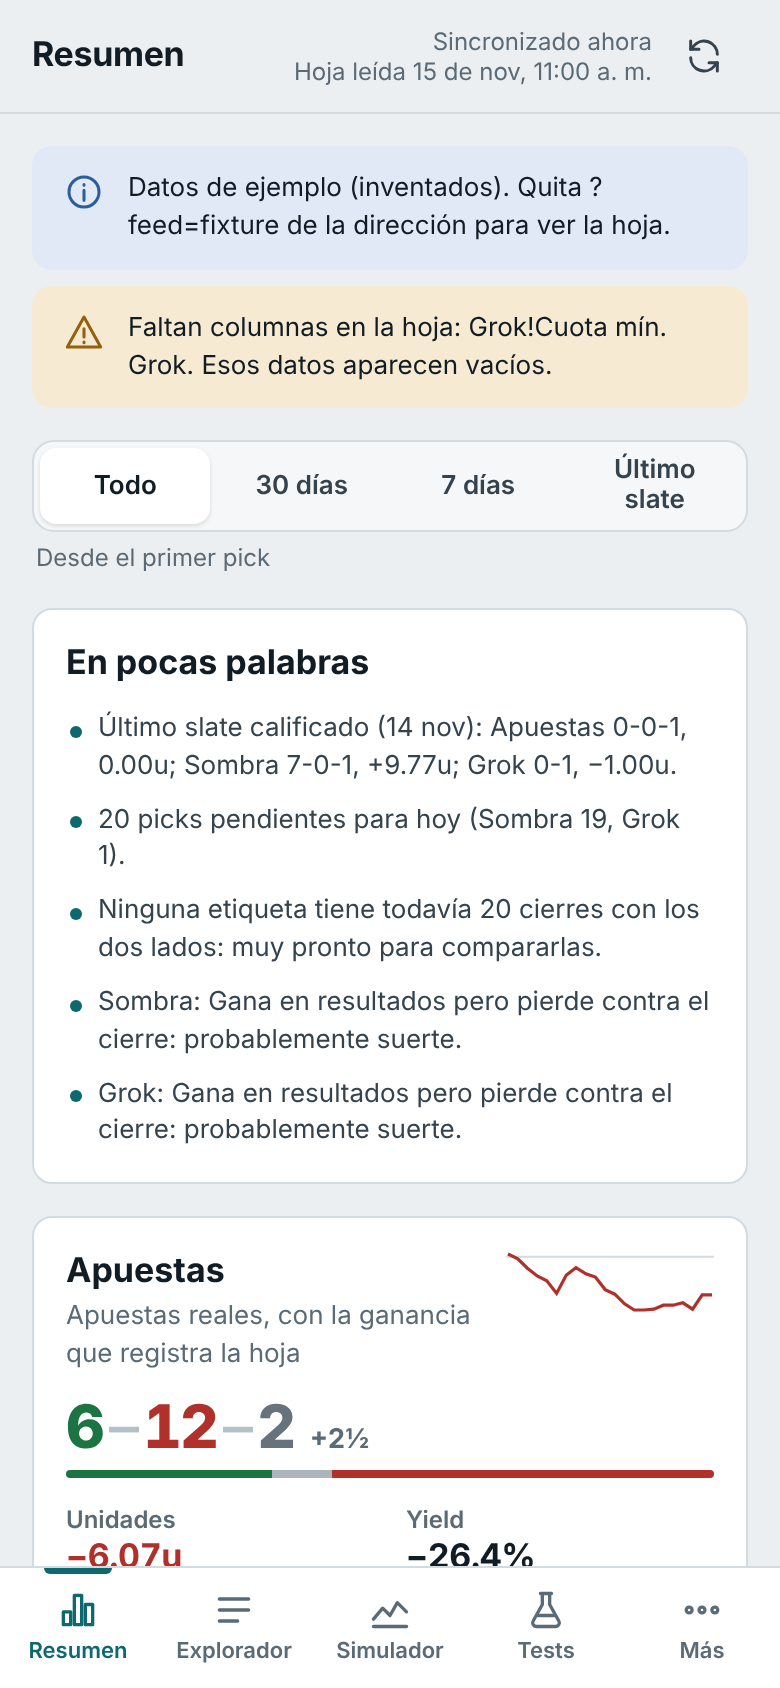 Resumen
Sincronizado ahora
Hoja leída 15 de nov, 11:00 a. m.
Datos de ejemplo (inventados). Quita ?
feed=fixture de la dirección para ver la hoja.
Faltan columnas en la hoja: Grok!Cuota mín.
Grok. Esos datos aparecen vacíos.
Todo
30 días
7 días
Último
slate
Desde el primer pick
En pocas palabras
Último slate calificado (14 nov): Apuestas 0-0-1,
0.00u; Sombra 7-0-1, +9.77u; Grok 0-1, −1.00u.
20 picks pendientes para hoy (Sombra 19, Grok
1).
Ninguna etiqueta tiene todavía 20 cierres con los
dos lados: muy pronto para compararlas.
Sombra: Gana en resultados pero pierde contra el
cierre: probablemente suerte.
Grok: Gana en resultados pero pierde contra el
cierre: probablemente suerte.
Apuestas
Apuestas reales, con la ganancia
que registra la hoja
6–12–2 +2½
Unidades
−6.07u
Yield
−26.4%
Resumen
Explorador
Simulador
Tests
Más